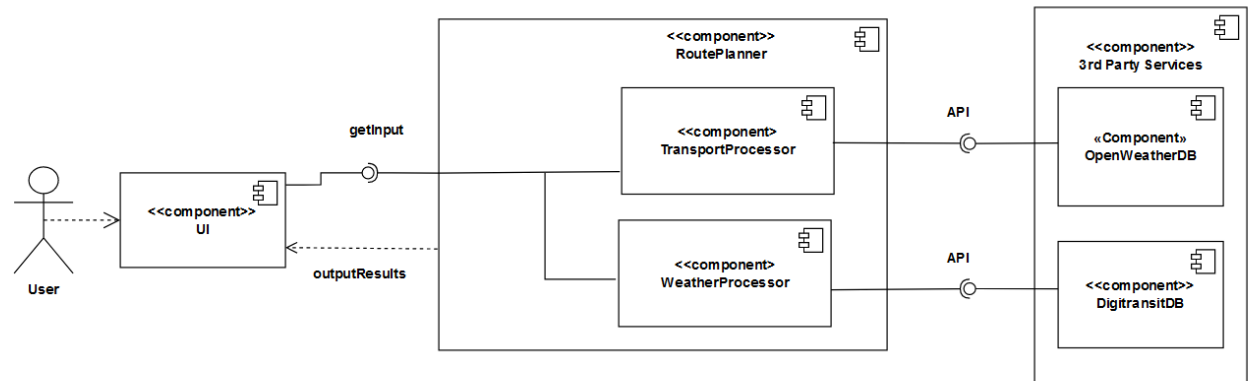 <<component>>
RoutePlanner
<<component>>
3rd Party Services
getInput
<<component>
TransportProcessor
API
«Component»
OpenWeatherDB
<<component>>
UI
User
outputResults
<<component>
WeatherProcessor
API
<<component>>
DigitransitDB